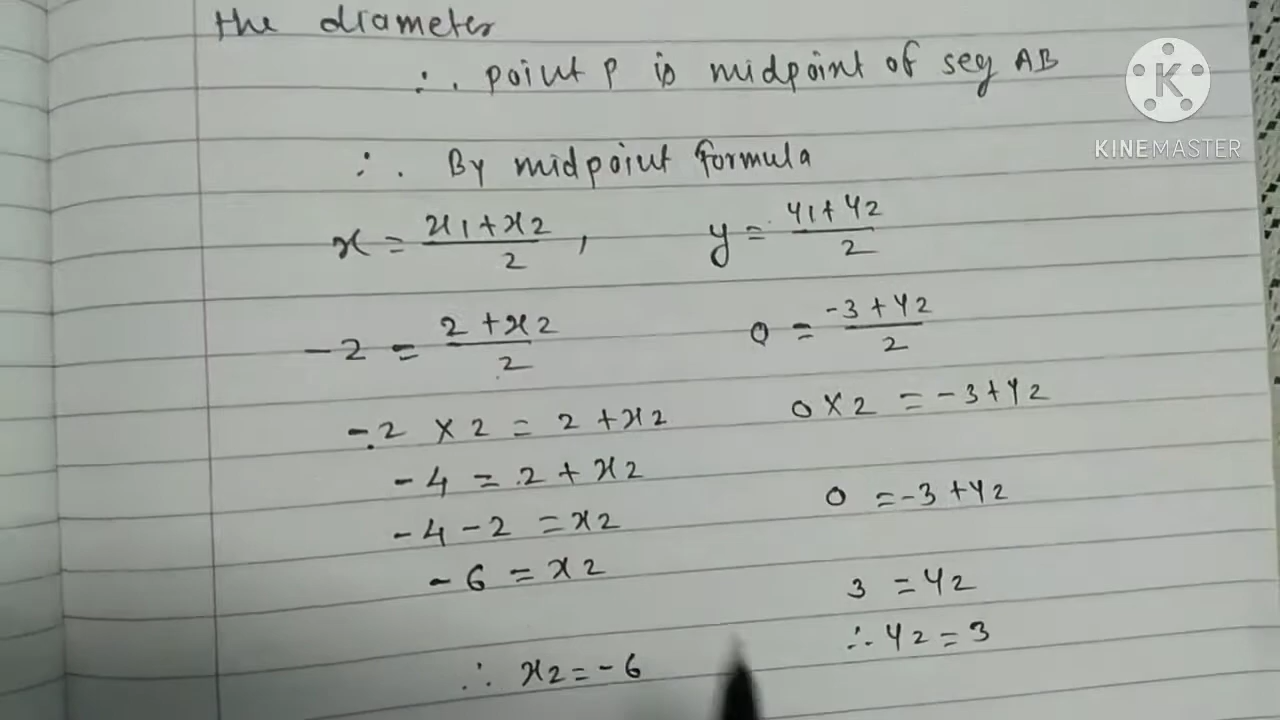 the diameter
∴ point P is midpoint of seg AB
K
KINEMASTER
∴ By midpoint formula
x = x1+x2/2 , y = y1+y2/2
-2 = 2+x2/2 0 = -3+y2/2
-2 × 2 = 2+x2 0×2 = -3+y2
-4 = 2+x2 0 = -3+y2
-4-2 = x2
-6 = x2 3 = y2
∴ x2 = -6 ∴ y2 = 3